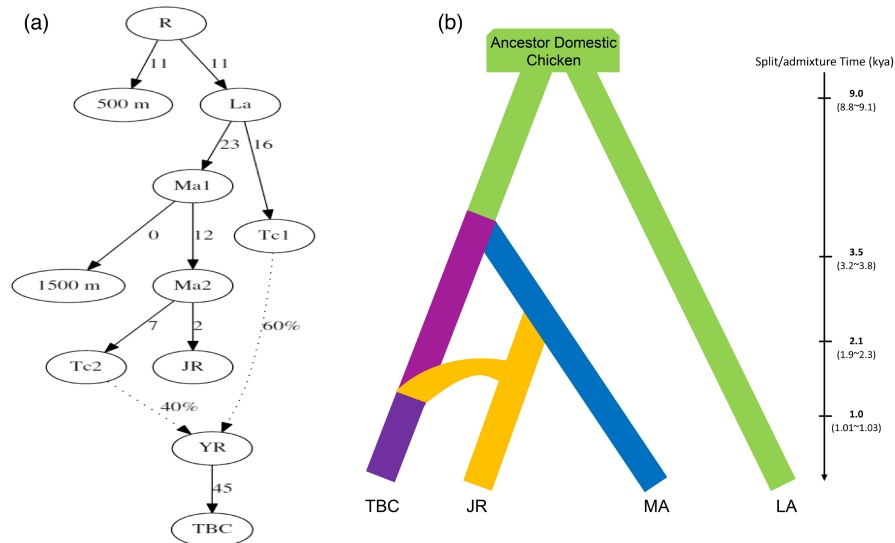 (a)
R
11
11
500 m
La
23
16
Ma1
Tc1
0
12
1500 m
Ma2
7
2
60%
Tc2
JR
40%
YR
45
TBC
(b)
Ancestor Domestic
Chicken
Split/admixture Time (kya)
9.0
(8.8~9.1)
3.5
(3.2~3.8)
2.1
(1.9~2.3)
1.0
(1.01~1.03)
TBC
JR
MA
LA